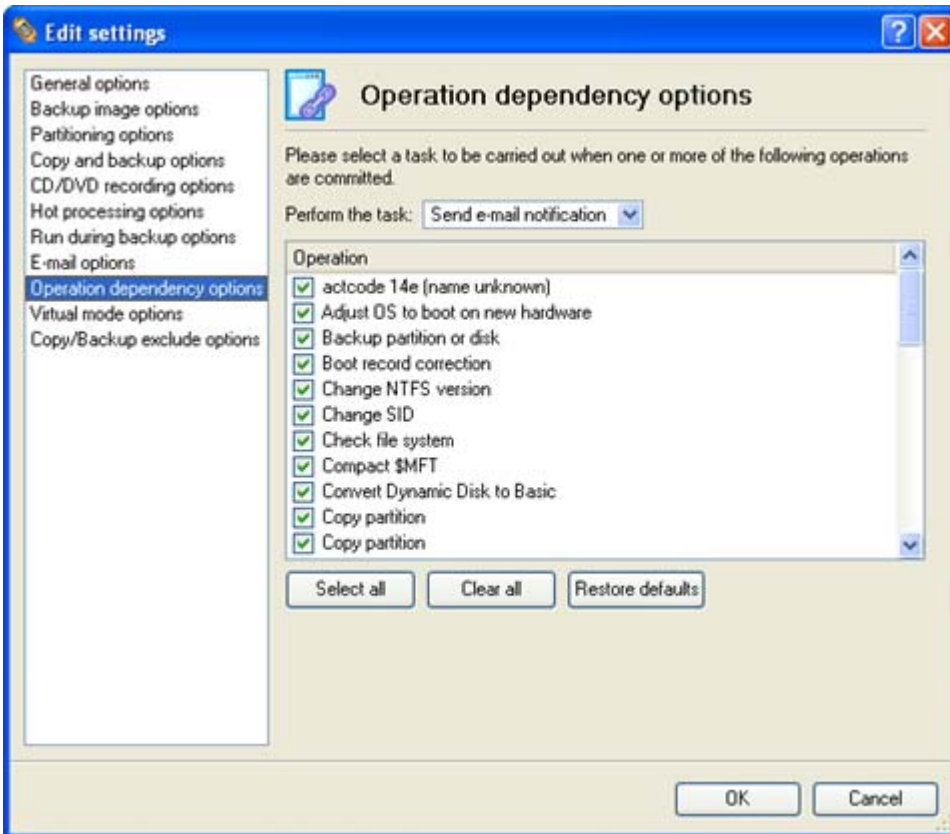 Edit settings
General options
Backup image options
Partitioning options
Copy and backup options
CD/DVD recording options
Hot processing options
Run during backup options
E-mail options
Operation dependency options
Virtual mode options
Copy/Backup exclude options
Operation dependency options
Please select a task to be carried out when one or more of the following operations
are committed.
Perform the task: Send e-mail notification
Operation
actcode 14e (name unknown)
Adjust OS to boot on new hardware
Backup partition or disk
Boot record correction
Change NTFS version
Change SID
Check file system
Compact $MFT
Convert Dynamic Disk to Basic
Copy partition
Copy partition
Select all Clear all Restore defaults
OK Cancel